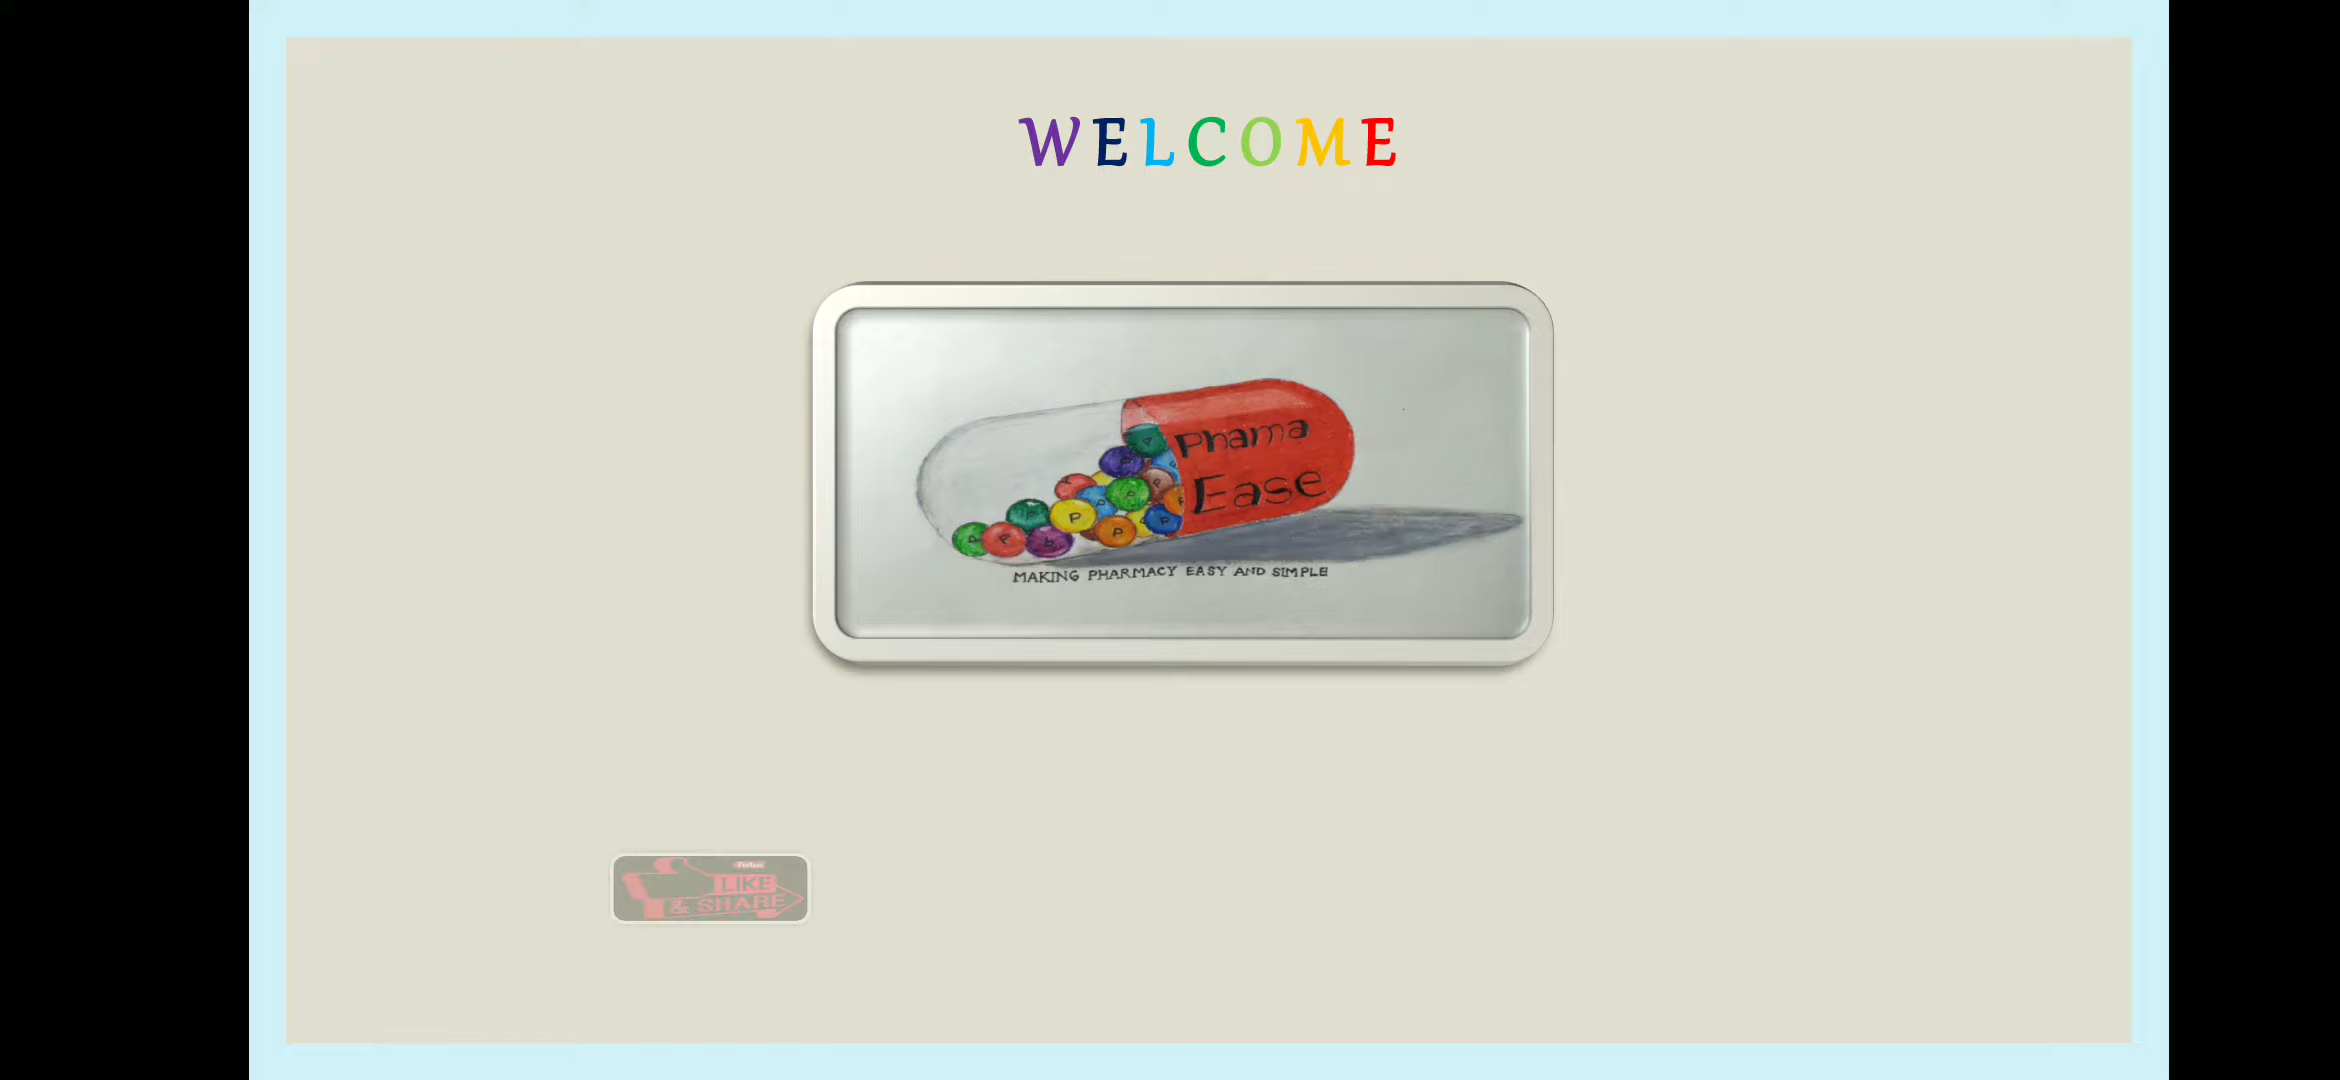 WELCOME
Phama
Ease
MAKING PHARMACY EASY AND SIMPLE
LIKE
& SHARE